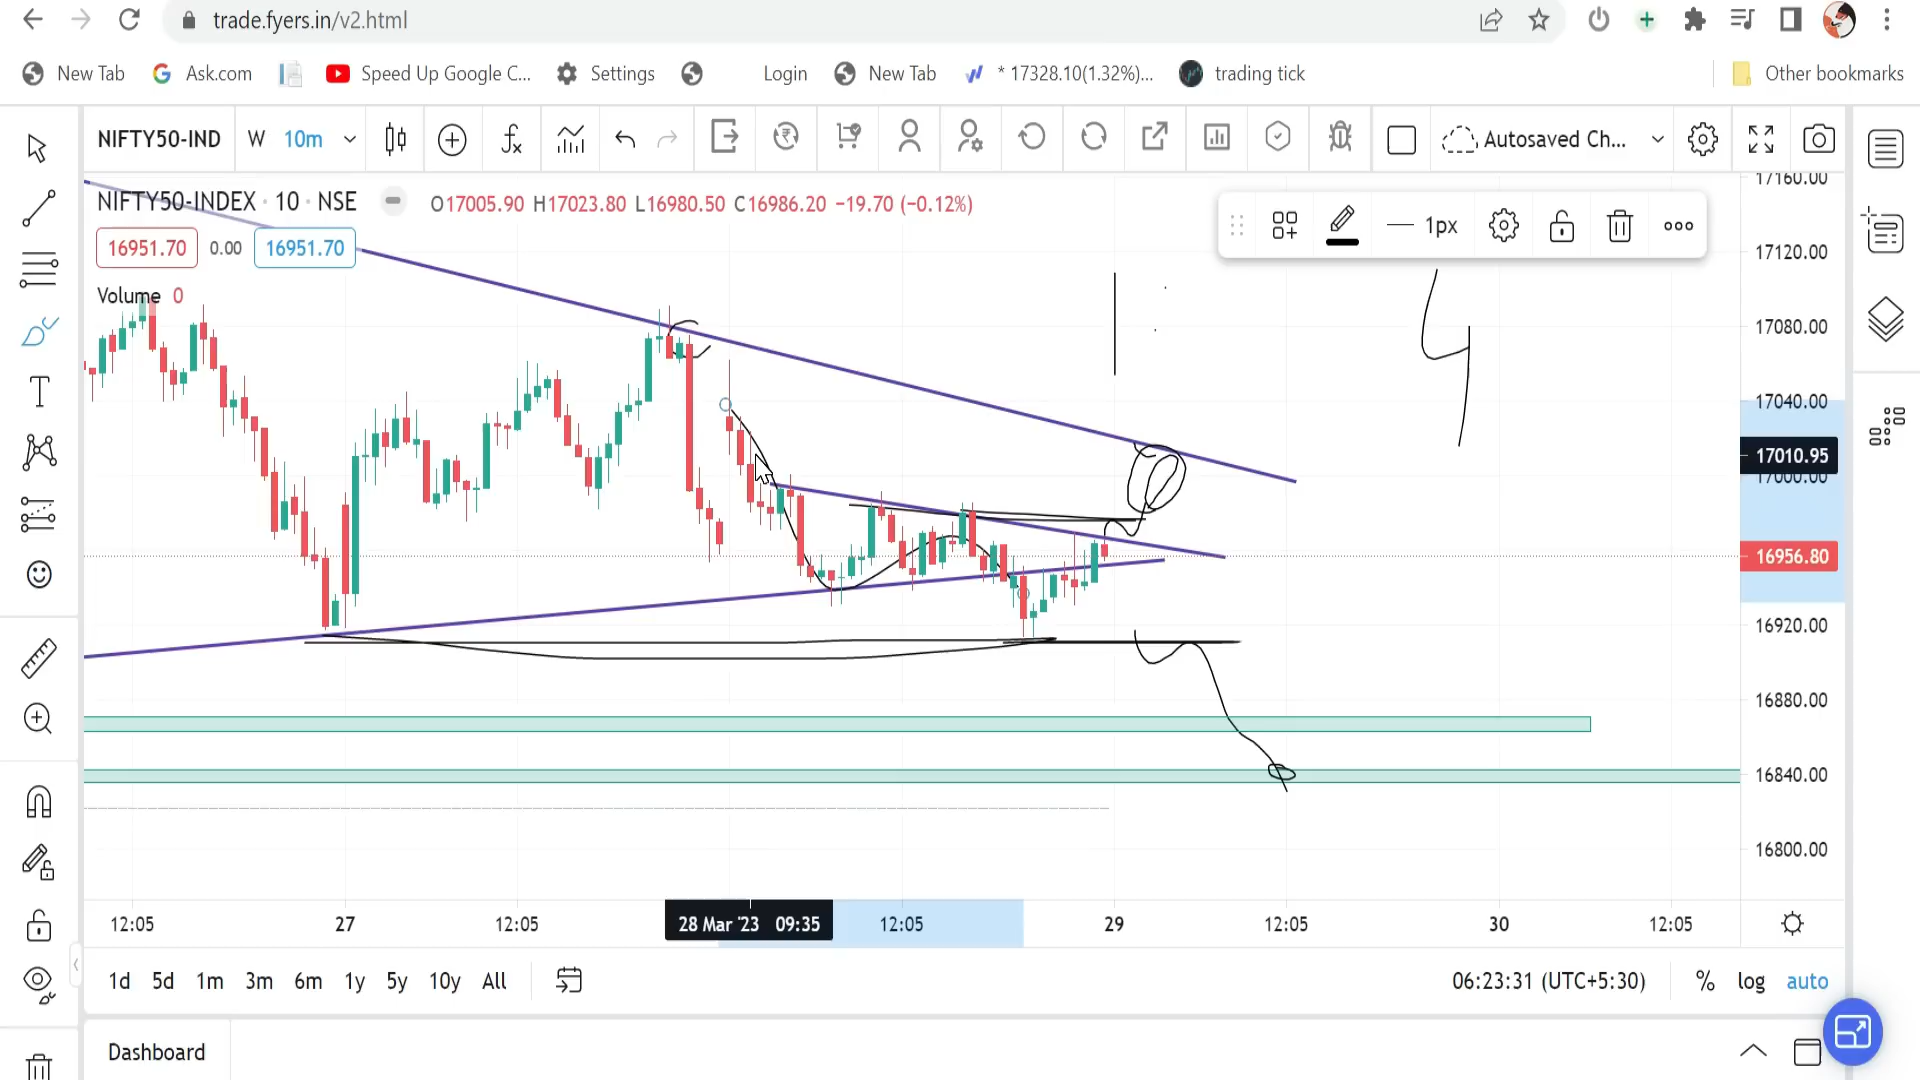 trade.fyers.in/v2.html
New Tab Ask.com Speed Up Google C... Settings Login New Tab * 17328.10(1.32%)... trading tick Other bookmarks
NIFTY50-IND W 10m Autosaved Ch...
NIFTY50-INDEX · 10 · NSE O17005.90 H17023.80 L16980.50 C16986.20 −19.70 (−0.12%)
1px
16951.70 0.00 16951.70
Volume 0
4
17160.00
17120.00
17080.00
17040.00
17010.95
17000.00
16956.80
16920.00
16880.00
16840.00
16800.00
12:05 27 12:05 28 Mar '23 09:35 12:05 29 12:05 30 12:05
1d 5d 1m 3m 6m 1y 5y 10y All 06:23:31 (UTC+5:30) % log auto
Dashboard